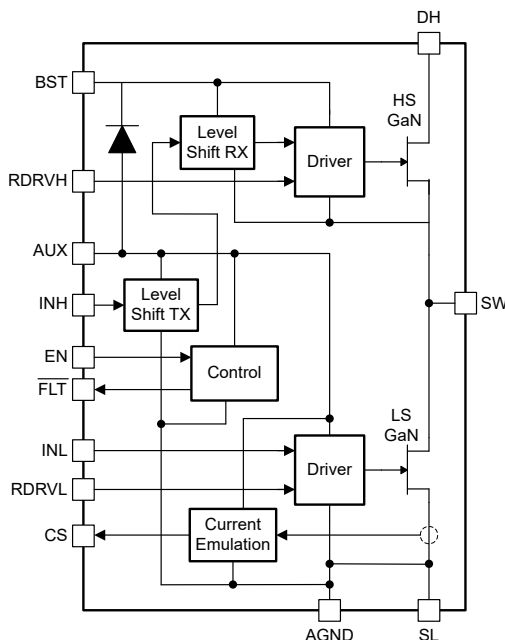 DH
BST
HS
GaN
Level
Shift RX
Driver
RDRVH
AUX
INH
Level
Shift TX
SW
EN
Control
FLT
LS
GaN
INL
Driver
RDRVL
CS
Current
Emulation
AGND
SL